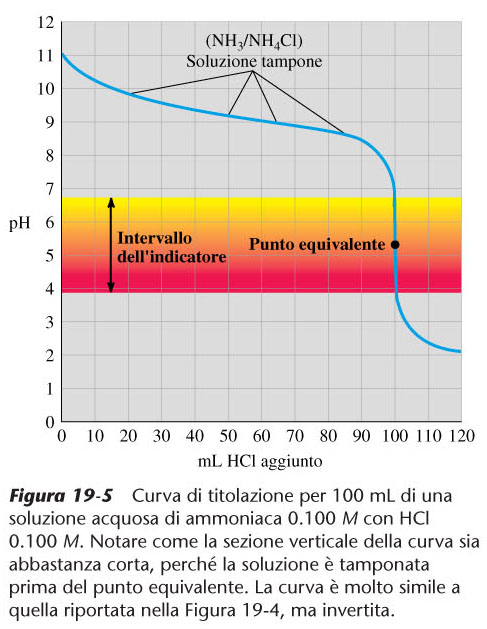 12
11
(NH₃/NH₄Cl)
Soluzione tampone
10
9
8
7
pH
6
Intervallo
dell'indicatore
Punto equivalente
5
4
3
2
1
0
0 10 20 30 40 50 60 70 80 90 100 110 120
mL HCl aggiunto
Figura 19-5 Curva di titolazione per 100 mL di una
soluzione acquosa di ammoniaca 0.100 M con HCl
0.100 M. Notare come la sezione verticale della curva sia
abbastanza corta, perché la soluzione è tamponata
prima del punto equivalente. La curva è molto simile a
quella riportata nella Figura 19-4, ma invertita.